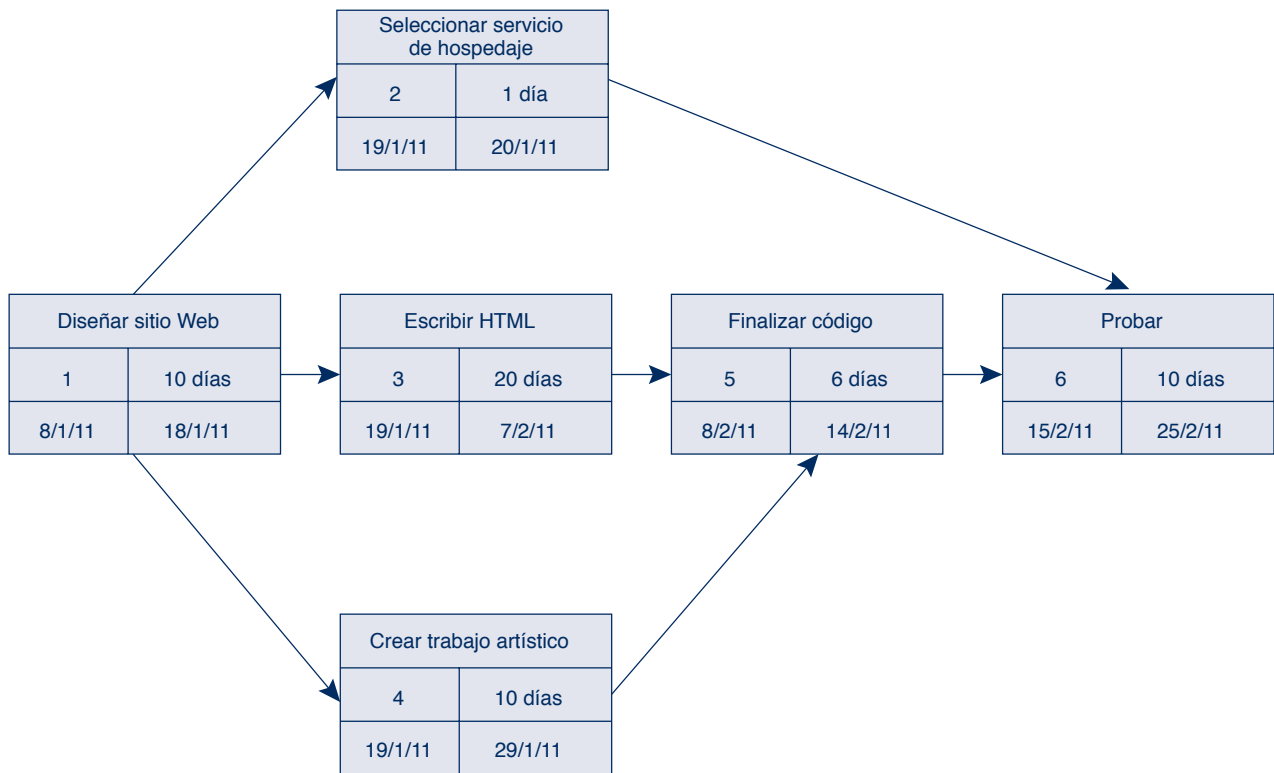 Seleccionar servicio
de hospedaje
2 1 día
19/1/11 20/1/11
Diseñar sitio Web
1 10 días
8/1/11 18/1/11
Escribir HTML
3 20 días
19/1/11 7/2/11
Finalizar código
5 6 días
8/2/11 14/2/11
Probar
6 10 días
15/2/11 25/2/11
Crear trabajo artístico
4 10 días
19/1/11 29/1/11